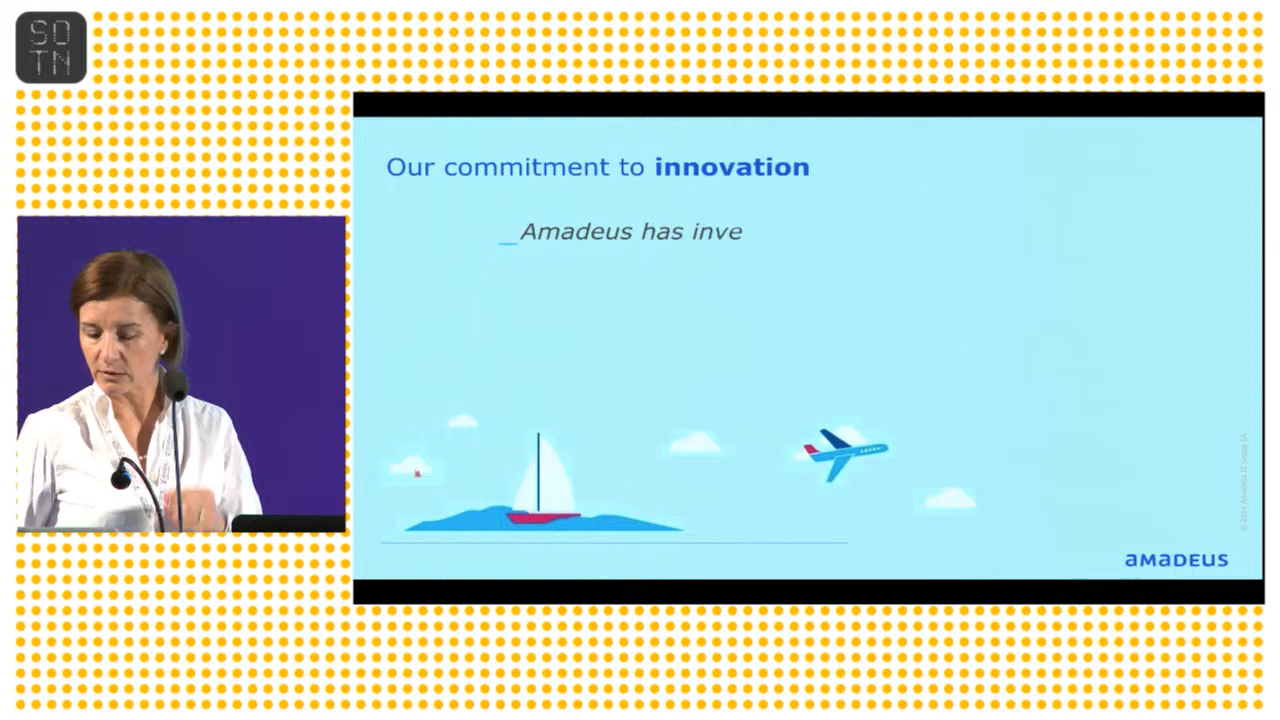 SD
TN
Our commitment to innovation
_Amadeus has inve
amadeus